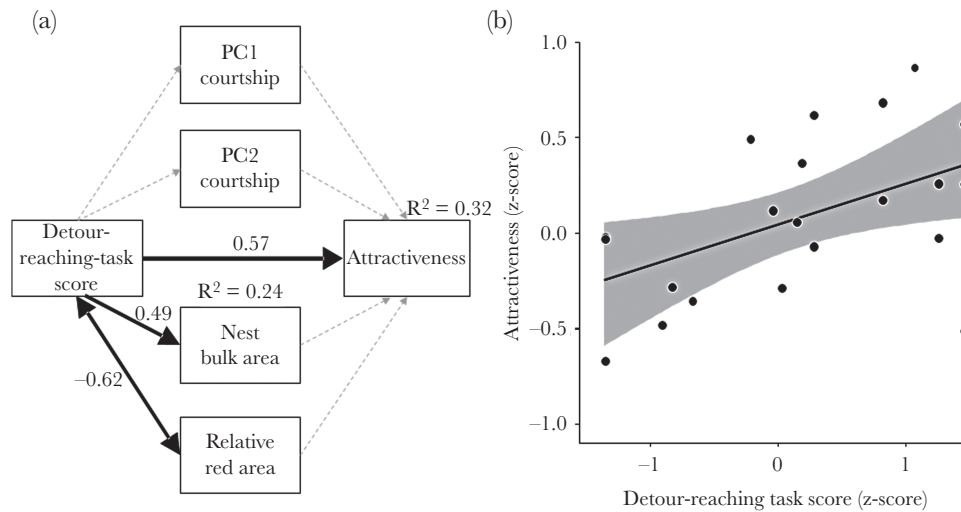 (a)
PC1
courtship
PC2
courtship
R² = 0.32
Detour-
reaching-task
score
0.57
Attractiveness
R² = 0.24
0.49
Nest
bulk area
–0.62
Relative
red area
(b)
1.0
0.5
0.0
–0.5
–1.0
Attractiveness (z-score)
–1
0
1
Detour-reaching task score (z-score)